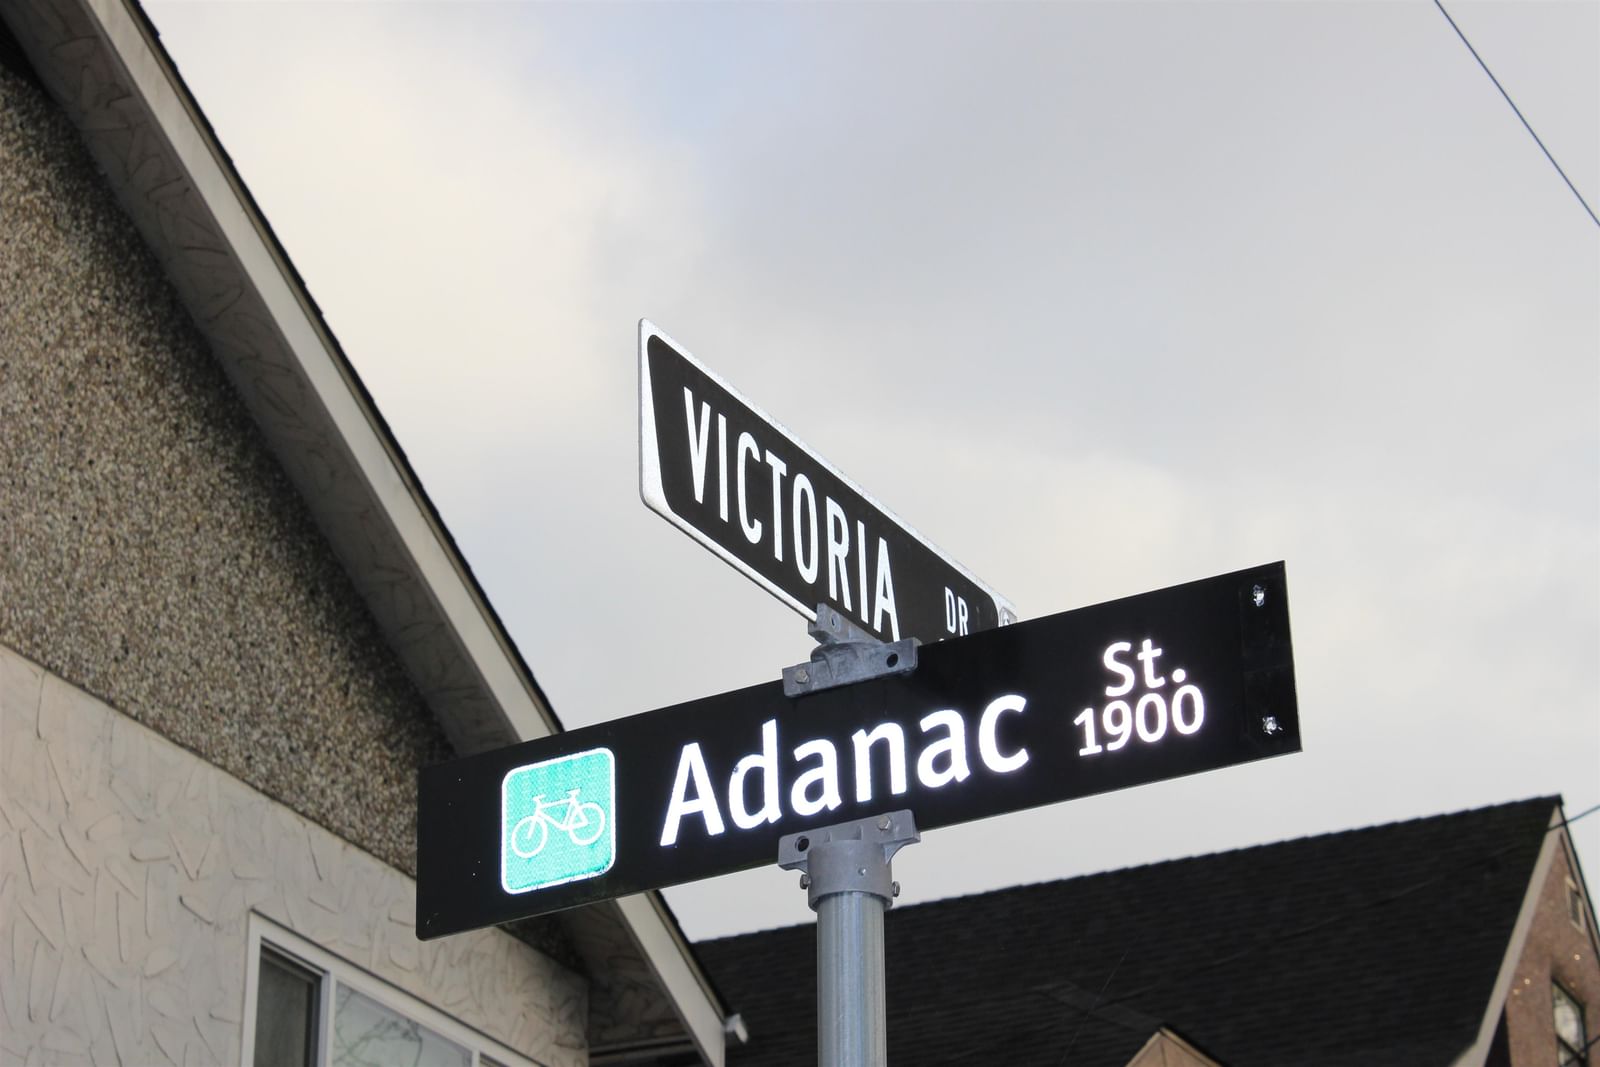 VICTORIA DR
Adanac St.
1900